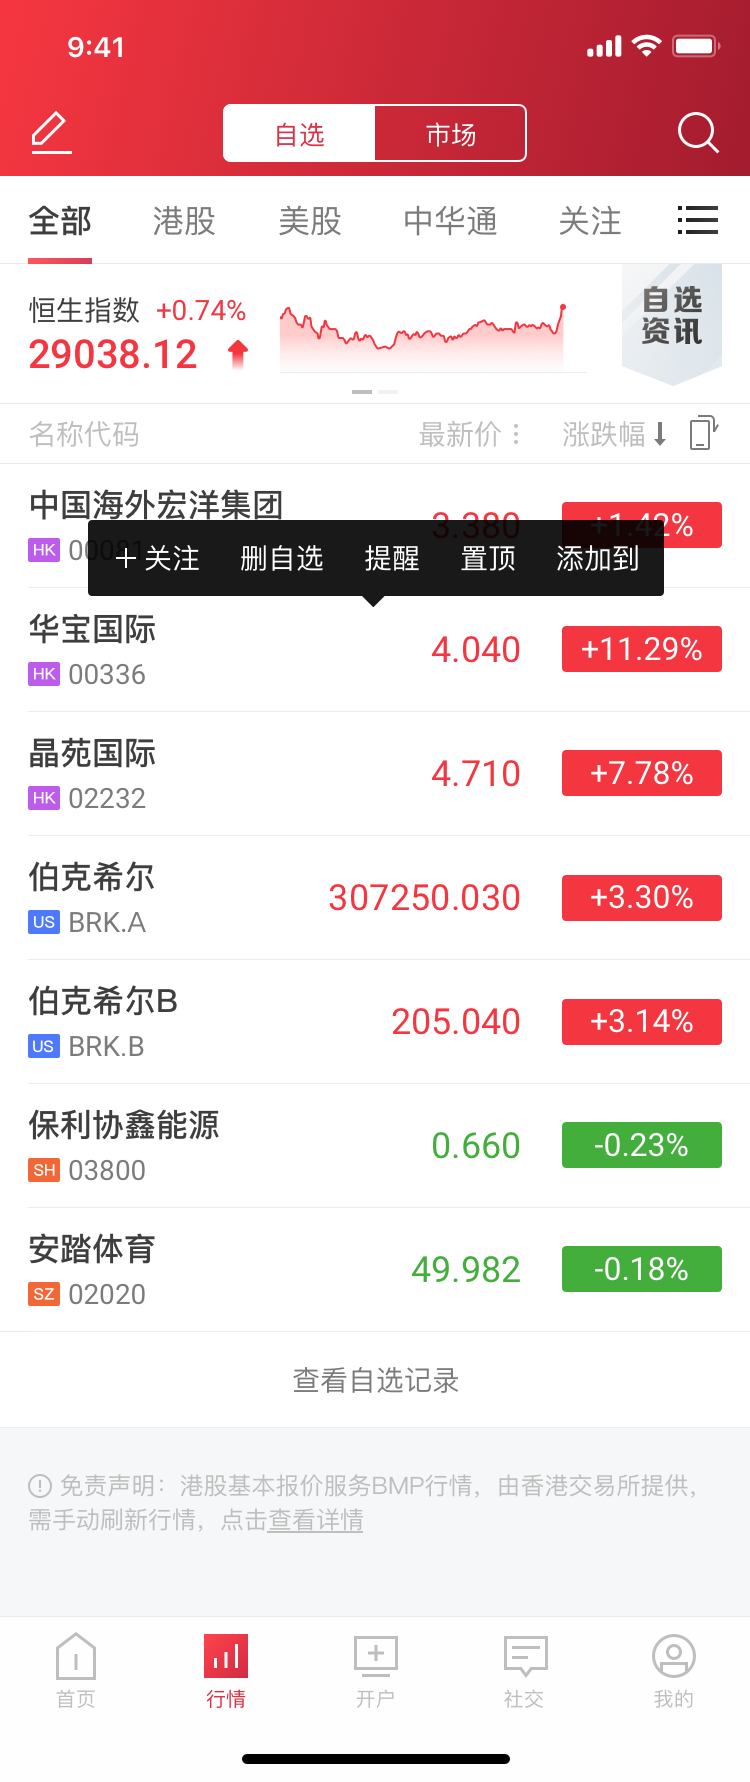 9:41
自选 市场
全部 港股 美股 中华通 关注
恒生指数 +0.74%
29038.12
自选
资讯
名称代码 最新价 涨跌幅
中国海外宏洋集团
HK 00081
3.380 +1.42%
+关注 删自选 提醒 置顶 添加到
华宝国际
HK 00336
4.040 +11.29%
晶苑国际
HK 02232
4.710 +7.78%
伯克希尔
US BRK.A
307250.030 +3.30%
伯克希尔B
US BRK.B
205.040 +3.14%
保利协鑫能源
SH 03800
0.660 -0.23%
安踏体育
SZ 02020
49.982 -0.18%
查看自选记录
免责声明：港股基本报价服务BMP行情，由香港交易所提供，
需手动刷新行情，点击查看详情
首页 行情 开户 社交 我的